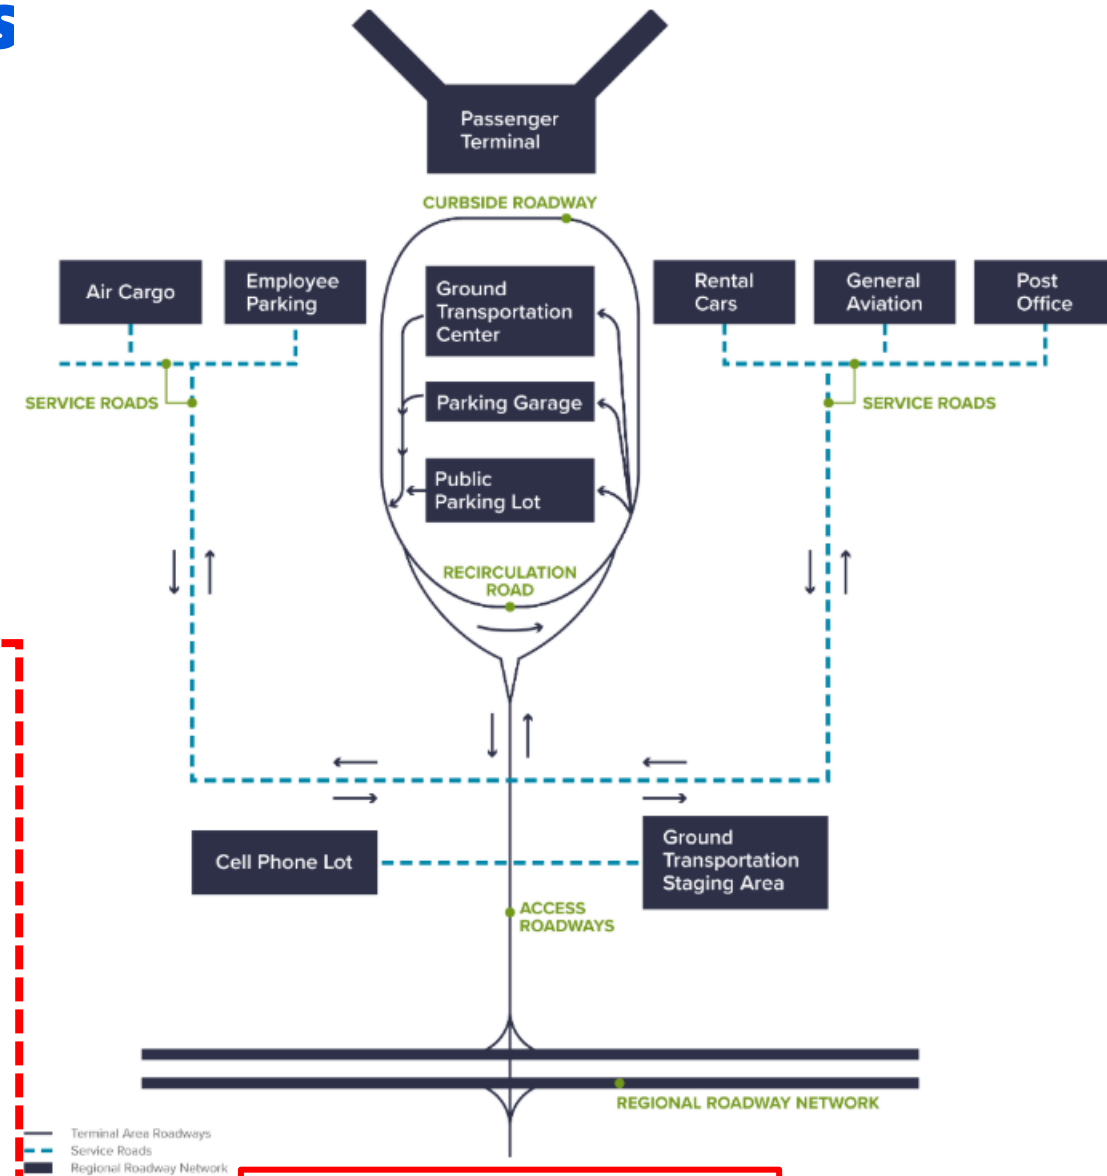 s
Passenger
Terminal
CURBSIDE ROADWAY
Air Cargo
Employee
Parking
Ground
Transportation
Center
Rental
Cars
General
Aviation
Post
Office
SERVICE ROADS
Parking Garage
SERVICE ROADS
Public
Parking Lot
RECIRCULATION
ROAD
Cell Phone Lot
Ground
Transportation
Staging Area
ACCESS
ROADWAYS
REGIONAL ROADWAY NETWORK
Terminal Area Roadways
Service Roads
Regional Roadway Network